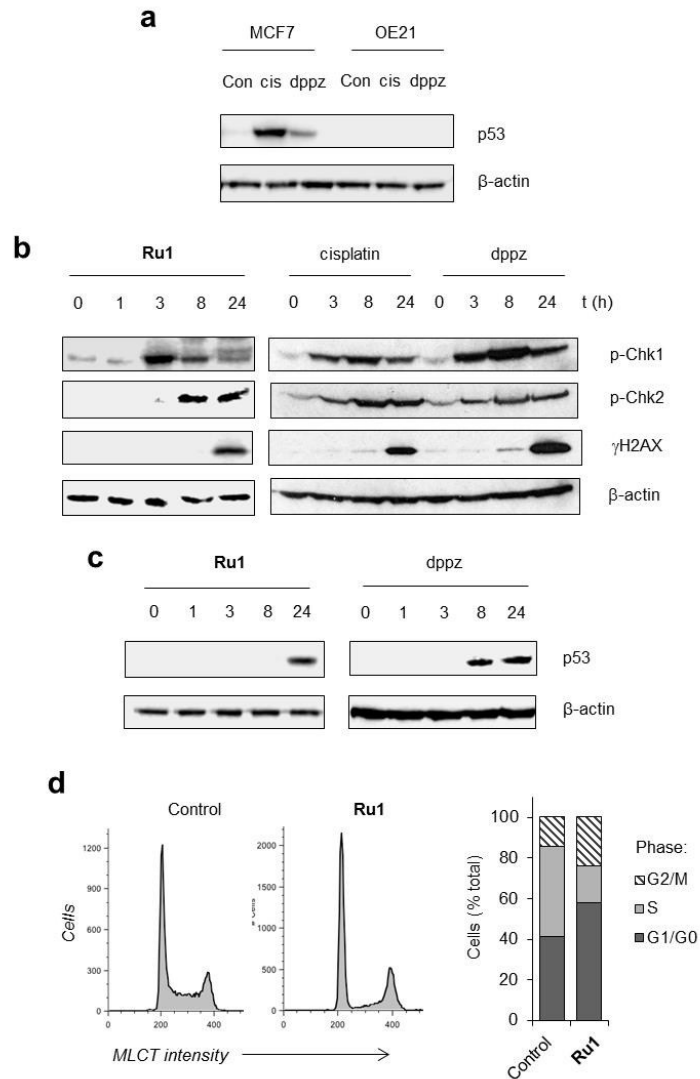 a
MCF7 OE21
Con cis dppz Con cis dppz
p53
β-actin
b
Ru1 cisplatin dppz
0 1 3 8 24 0 3 8 24 0 3 8 24 t (h)
p-Chk1
p-Chk2
γH2AX
β-actin
c
Ru1 dppz
0 1 3 8 24 0 1 3 8 24
p53
β-actin
d
Control Ru1
Cells
1200
900
600
300
0
0 200 400
# Cells
2000
1500
1000
500
0
0 200 400
MLCT intensity
Cells (% total)
100
80
60
40
20
0
Control Ru1
Phase:
G2/M
S
G1/G0